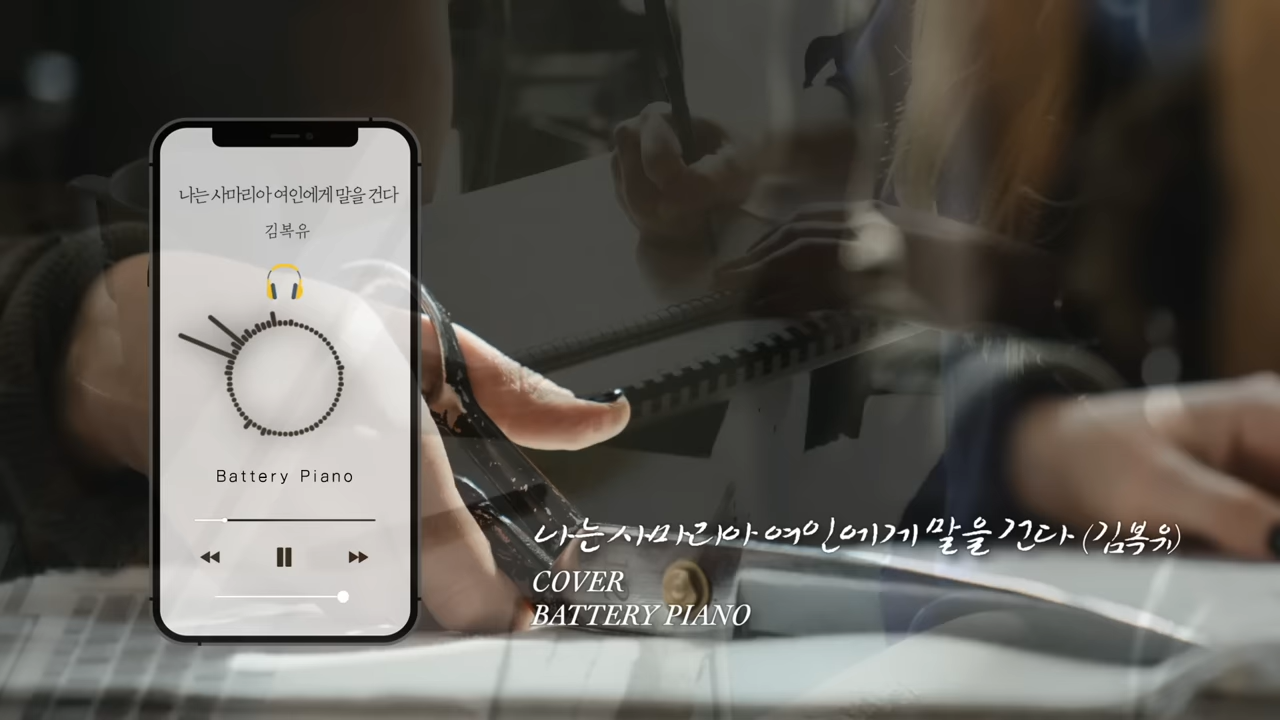 나는 사마리아 여인에게 말을 건다
김복유
Battery Piano
나는 사마리아 여인에게 말을 건다 (김복유)
COVER
BATTERY PIANO